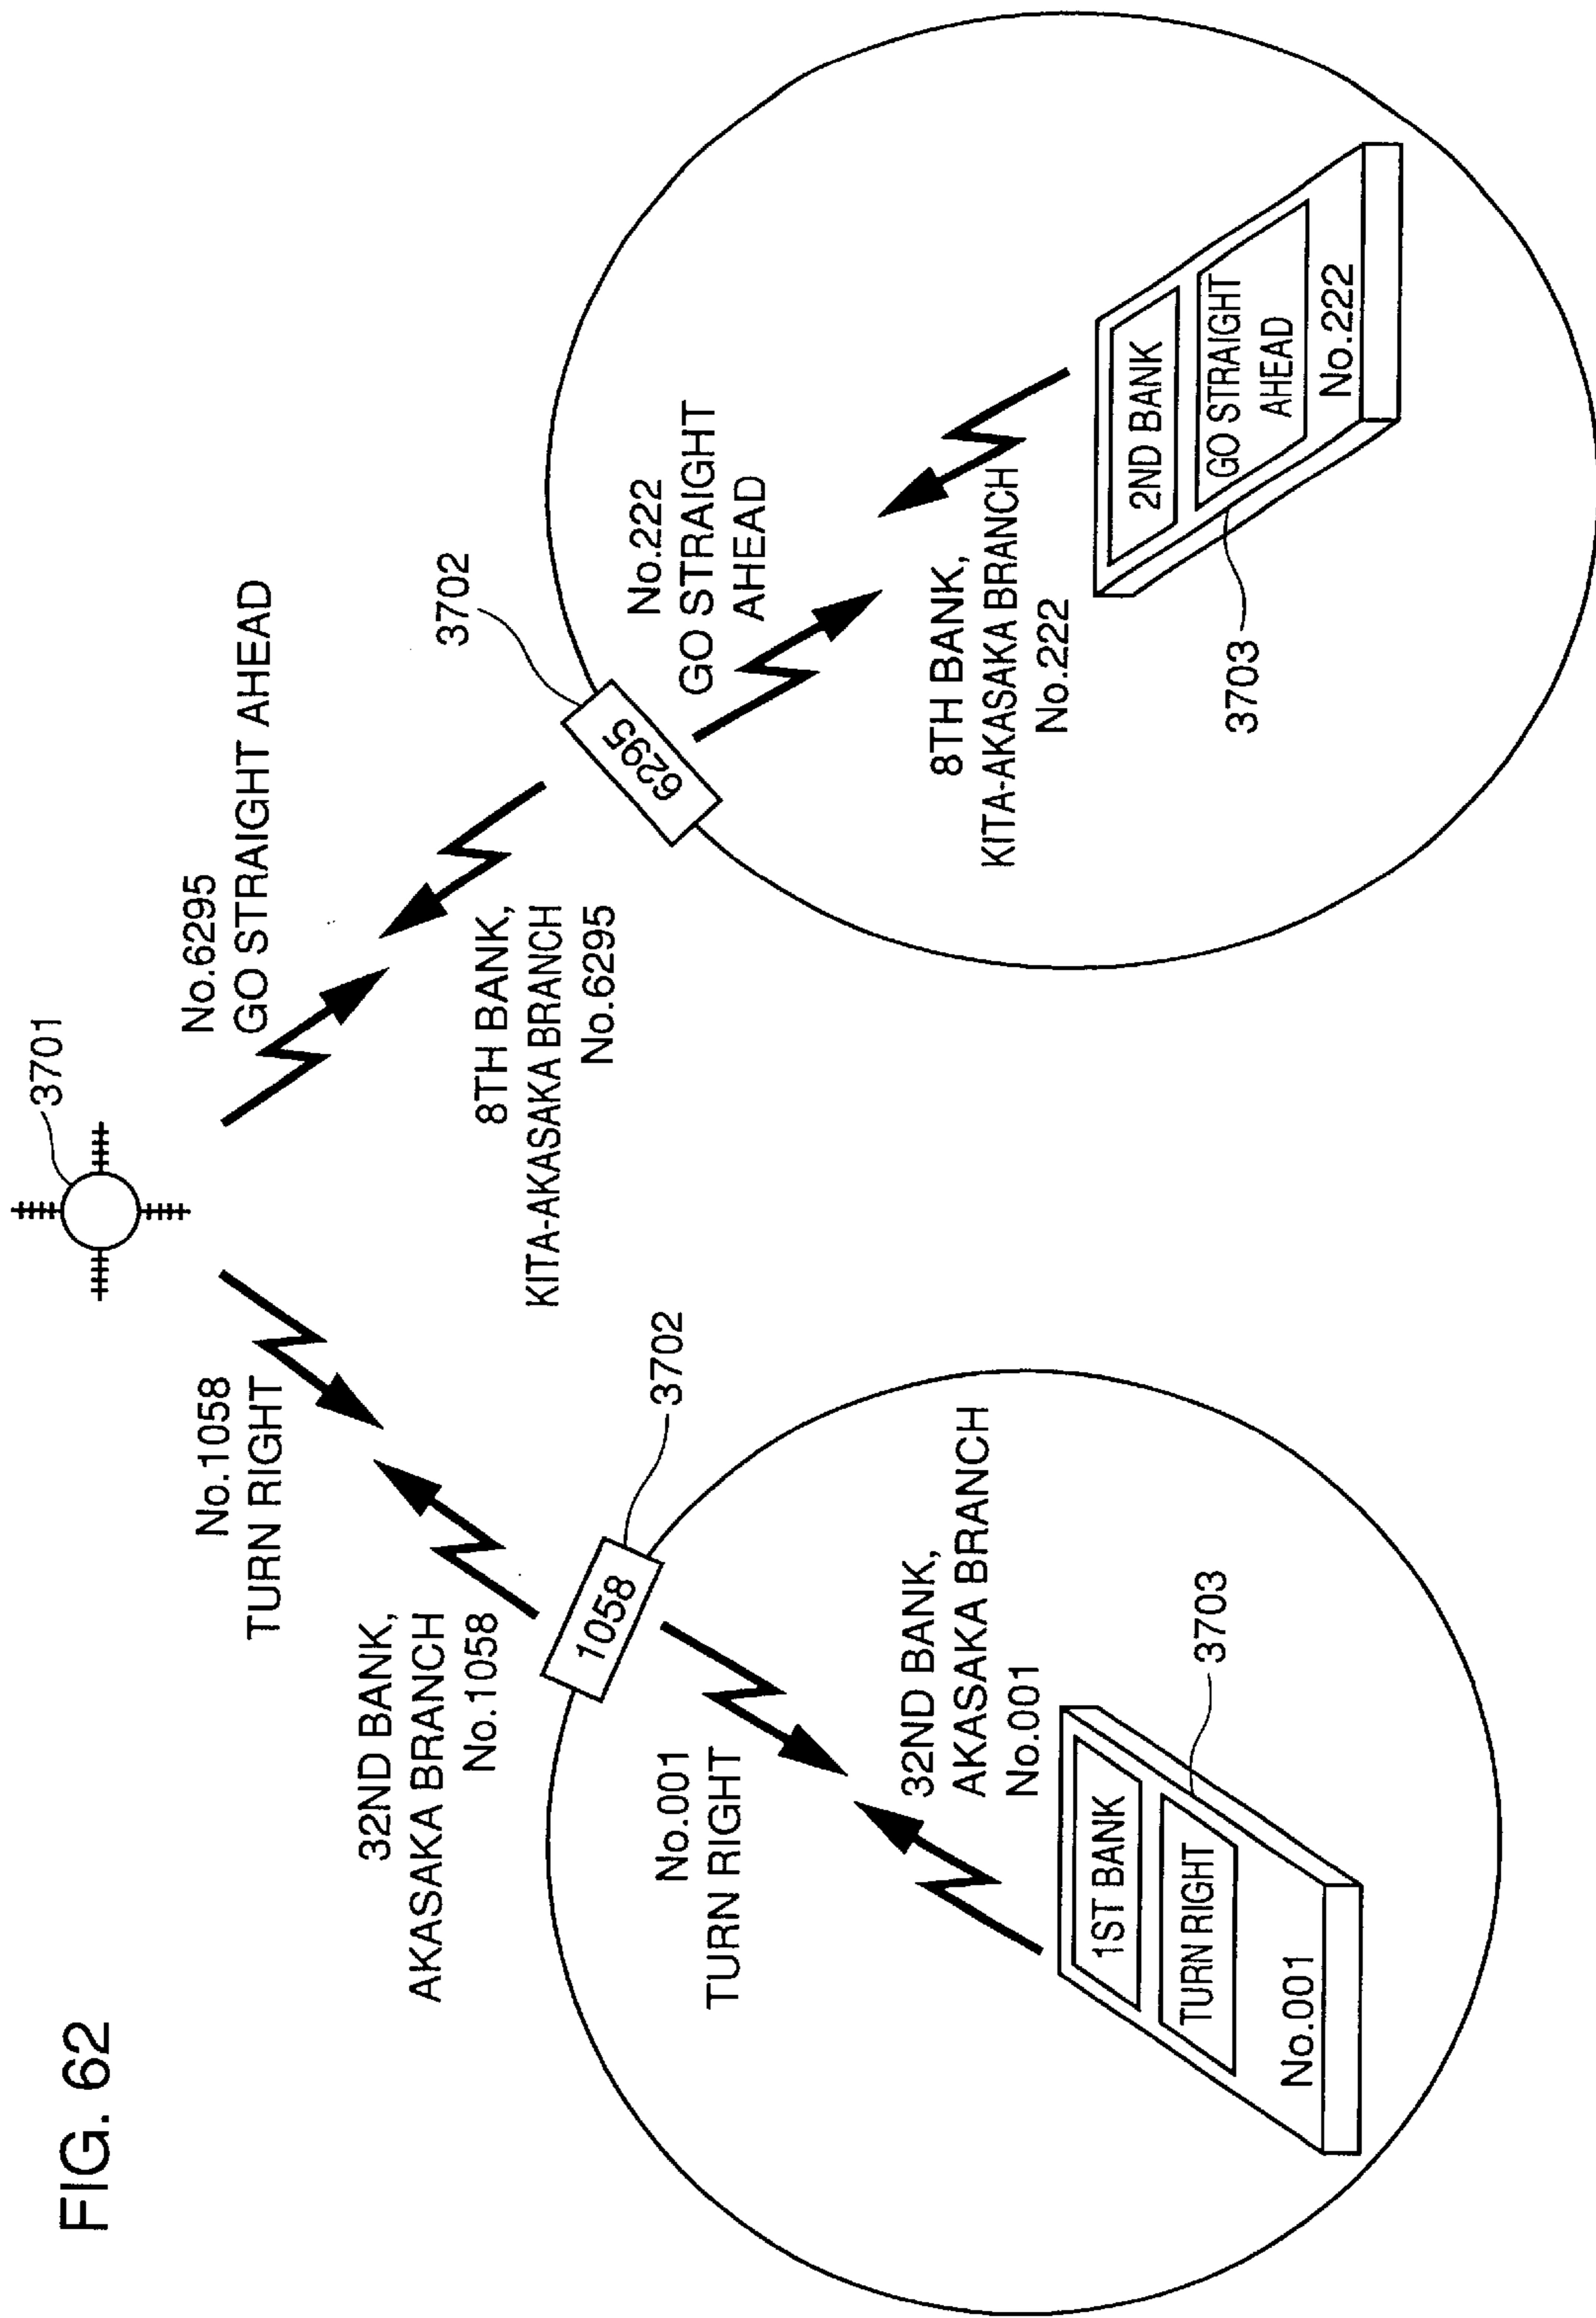 FIG. 62
3701
No.1058
TURN RIGHT
32ND BANK,
AKASAKA BRANCH
No.1058
No.6295
GO STRAIGHT AHEAD
8TH BANK,
KITA-AKASAKA BRANCH
No.6295
3702
1058
No.001
TURN RIGHT
32ND BANK,
AKASAKA BRANCH
No.001
1ST BANK
TURN RIGHT
No.001
3703
3702
6295
No.222
GO STRAIGHT
AHEAD
8TH BANK,
KITA-AKASAKA BRANCH
No.222
2ND BANK
GO STRAIGHT
AHEAD
No.222
3703